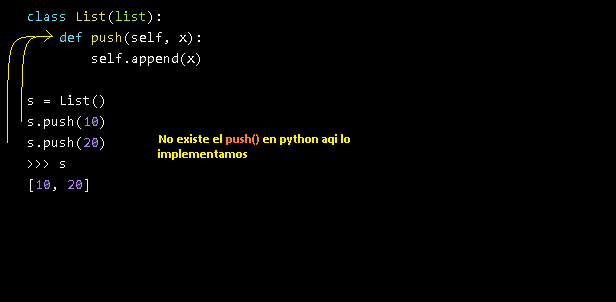 class List(list):
    def push(self, x):
        self.append(x)
s = List()
s.push(10)
s.push(20)
>>> s
[10, 20]
No existe el push() en python aqi lo
implementamos